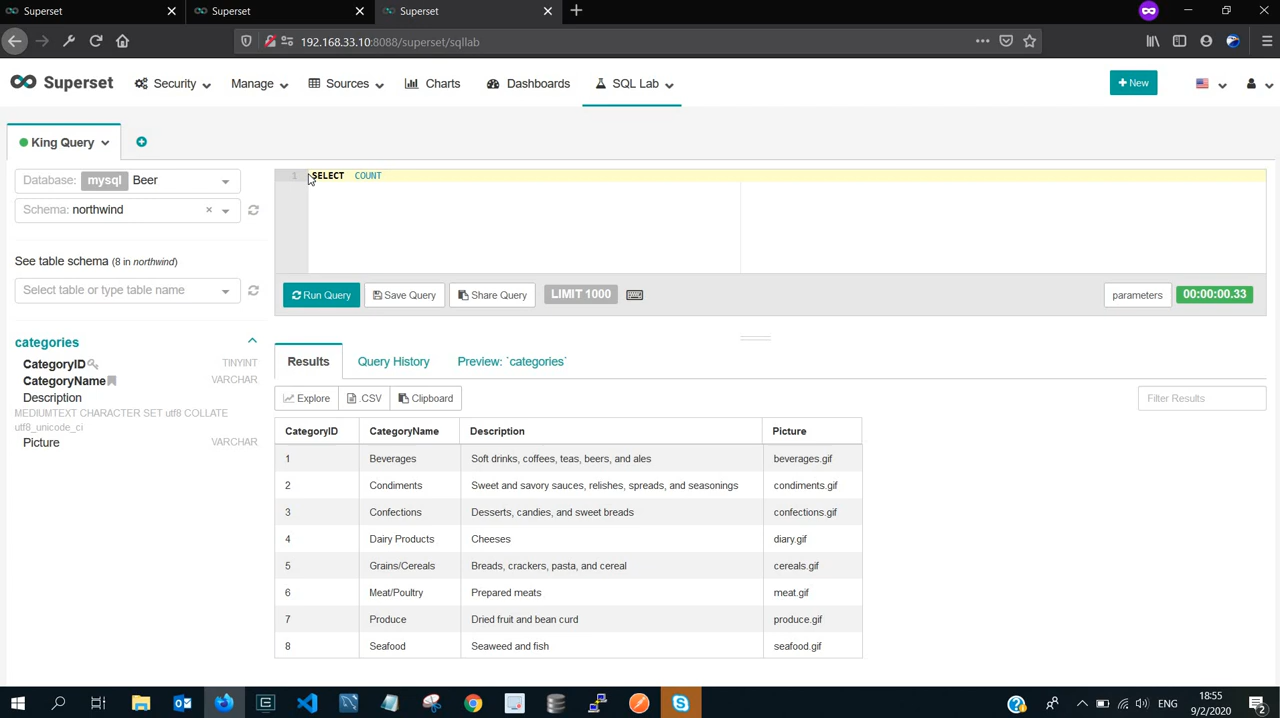 Superset
Superset
Superset
192.168.33.10:8088/superset/sqllab
Superset
Security
Manage
Sources
Charts
Dashboards
SQL Lab
+ New
King Query
Database: mysql Beer
Schema: northwind ×
See table schema (8 in northwind)
Select table or type table name
categories
CategoryID TINYINT
CategoryName VARCHAR
Description
MEDIUMTEXT CHARACTER SET utf8 COLLATE
utf8_unicode_ci
Picture VARCHAR
1 SELECT COUNT
Run Query
Save Query
Share Query
LIMIT 1000
parameters
00:00:00.33
Results
Query History
Preview: `categories`
Explore
.CSV
Clipboard
Filter Results
CategoryID CategoryName Description Picture
1 Beverages Soft drinks, coffees, teas, beers, and ales beverages.gif
2 Condiments Sweet and savory sauces, relishes, spreads, and seasonings condiments.gif
3 Confections Desserts, candies, and sweet breads confections.gif
4 Dairy Products Cheeses diary.gif
5 Grains/Cereals Breads, crackers, pasta, and cereal cereals.gif
6 Meat/Poultry Prepared meats meat.gif
7 Produce Dried fruit and bean curd produce.gif
8 Seafood Seaweed and fish seafood.gif
ENG
18:55
9/2/2020
2